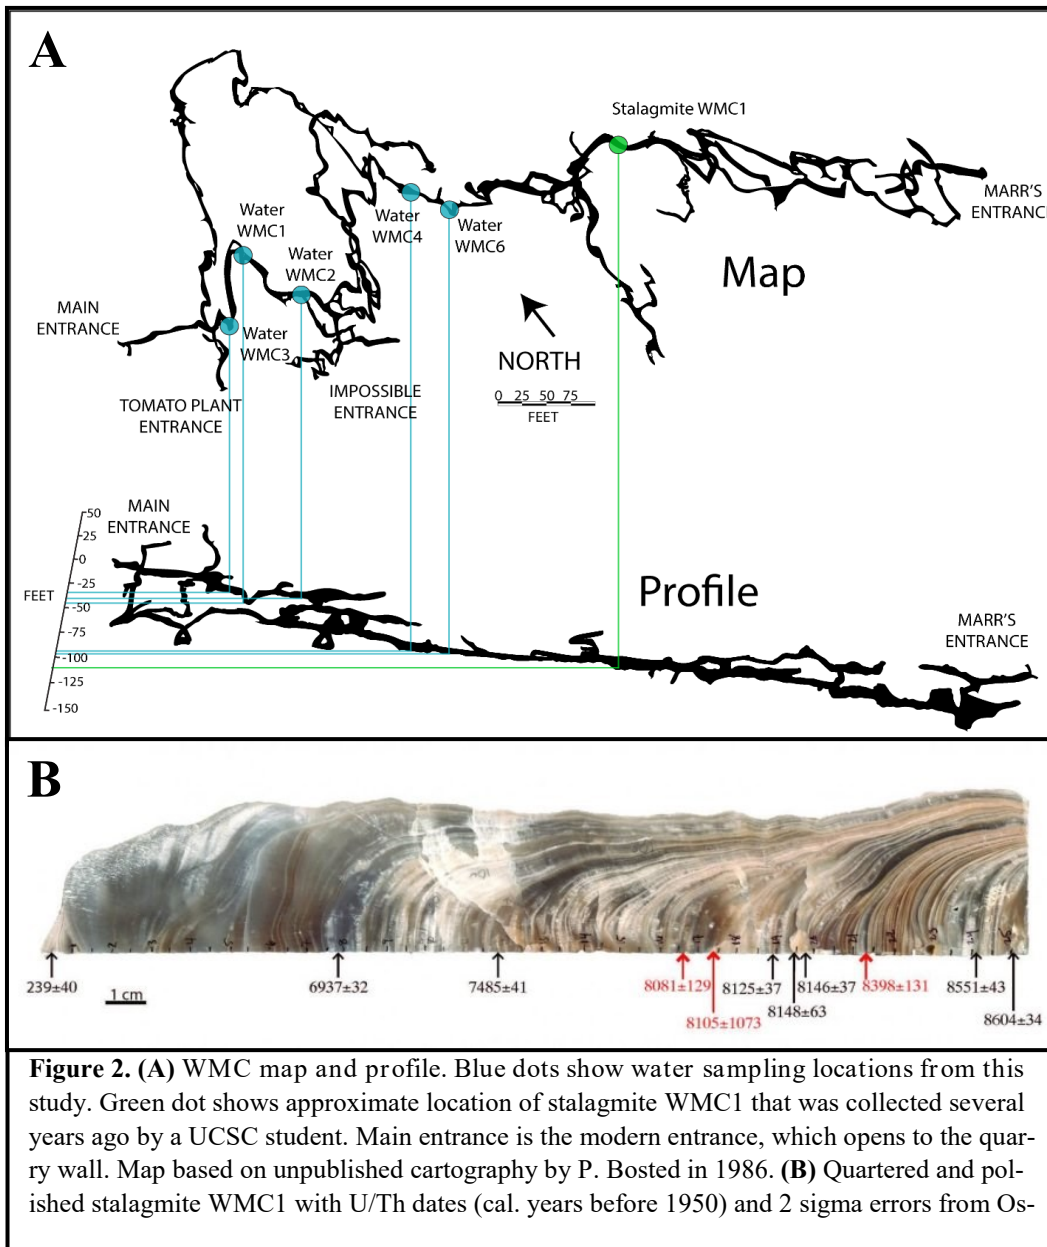 A
Stalagmite WMC1
MARR'S
ENTRANC
Water
WMC1
Water
WMC4
Water
WMC6
Water
WMC2
Map
MAIN
ENTRANCE
Water
WMC3
NORTH
0 25 50 75
FEET
TOMATO PLANT
ENTRANCE
IMPOSSIBLE
ENTRANCE
MAIN
ENTRANCE
50
25
0
-25
FEET
-50
-75
-100
-125
-150
Profile
MARR'S
ENTRANCE
B
239±40
1 cm
6937±32
7485±41
8081±129
8105±1073
8125±37
8148±63
8146±37
8398±131
8551±43
8604±34
Figure 2. (A) WMC map and profile. Blue dots show water sampling locations from this
study. Green dot shows approximate location of stalagmite WMC1 that was collected several
years ago by a UCSC student. Main entrance is the modern entrance, which opens to the quar-
ry wall. Map based on unpublished cartography by P. Bosted in 1986. (B) Quartered and pol-
ished stalagmite WMC1 with U/Th dates (cal. years before 1950) and 2 sigma errors from Os-